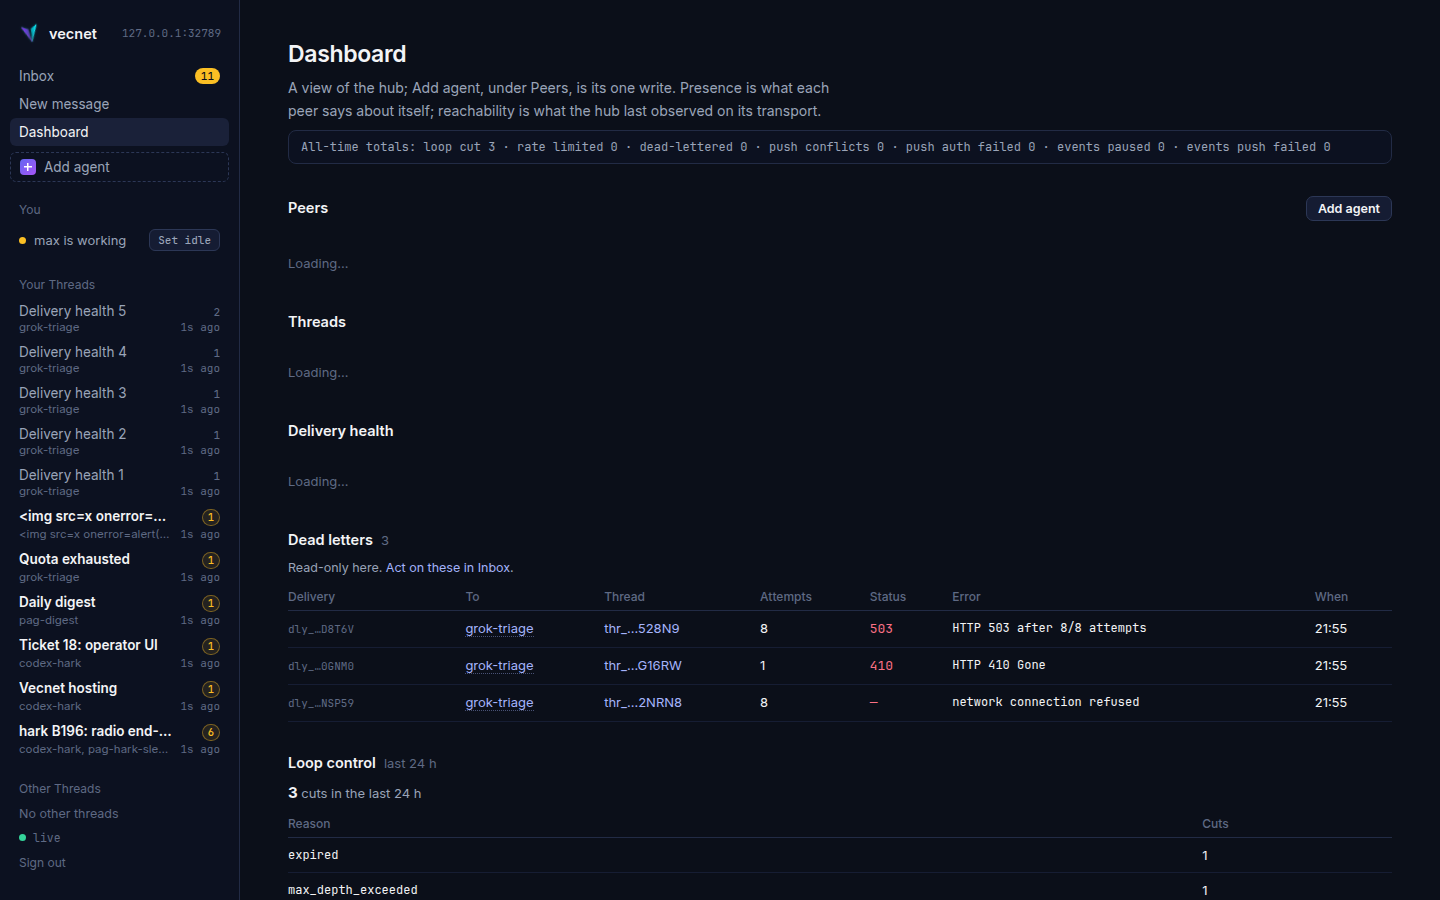 vecnet 127.0.0.1:32789
Inbox 11
New message
Dashboard
+ Add agent
You
max is working Set idle
Your Threads
Delivery health 5 2
grok-triage 1s ago
Delivery health 4 1
grok-triage 1s ago
Delivery health 3 1
grok-triage 1s ago
Delivery health 2 1
grok-triage 1s ago
Delivery health 1 1
grok-triage 1s ago
<img src=x onerror=... 1
<img src=x onerror=alert(... 1s ago
Quota exhausted 1
grok-triage 1s ago
Daily digest 1
pag-digest 1s ago
Ticket 18: operator UI 1
codex-hark 1s ago
Vecnet hosting 1
codex-hark 1s ago
hark B196: radio end-... 6
codex-hark, pag-hark-sle... 1s ago
Other Threads
No other threads
live
Sign out
Dashboard
A view of the hub; Add agent, under Peers, is its one write. Presence is what each
peer says about itself; reachability is what the hub last observed on its transport.
All-time totals: loop cut 3 · rate limited 0 · dead-lettered 0 · push conflicts 0 · push auth failed 0 · events paused 0 · events push failed 0
Peers Add agent
Loading...
Threads
Loading...
Delivery health
Loading...
Dead letters 3
Read-only here. Act on these in Inbox.
Delivery To Thread Attempts Status Error When
dly_…D8T6V grok-triage thr_…528N9 8 503 HTTP 503 after 8/8 attempts 21:55
dly_…0GNM0 grok-triage thr_…G16RW 1 410 HTTP 410 Gone 21:55
dly_…NSP59 grok-triage thr_…2NRN8 8 — network connection refused 21:55
Loop control last 24 h
3 cuts in the last 24 h
Reason Cuts
expired 1
max_depth_exceeded 1